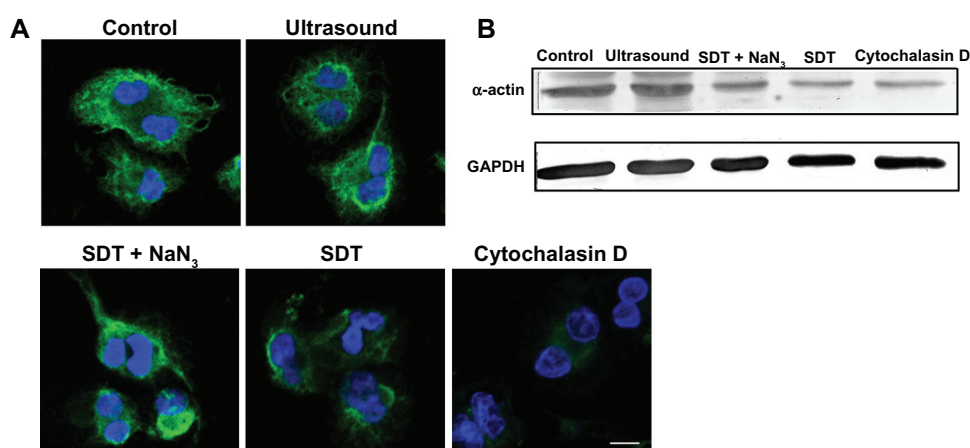 A
Control
Ultrasound
SDT + NaN₃
SDT
Cytochalasin D
B
Control Ultrasound SDT + NaN₃ SDT Cytochalasin D
α-actin
GAPDH